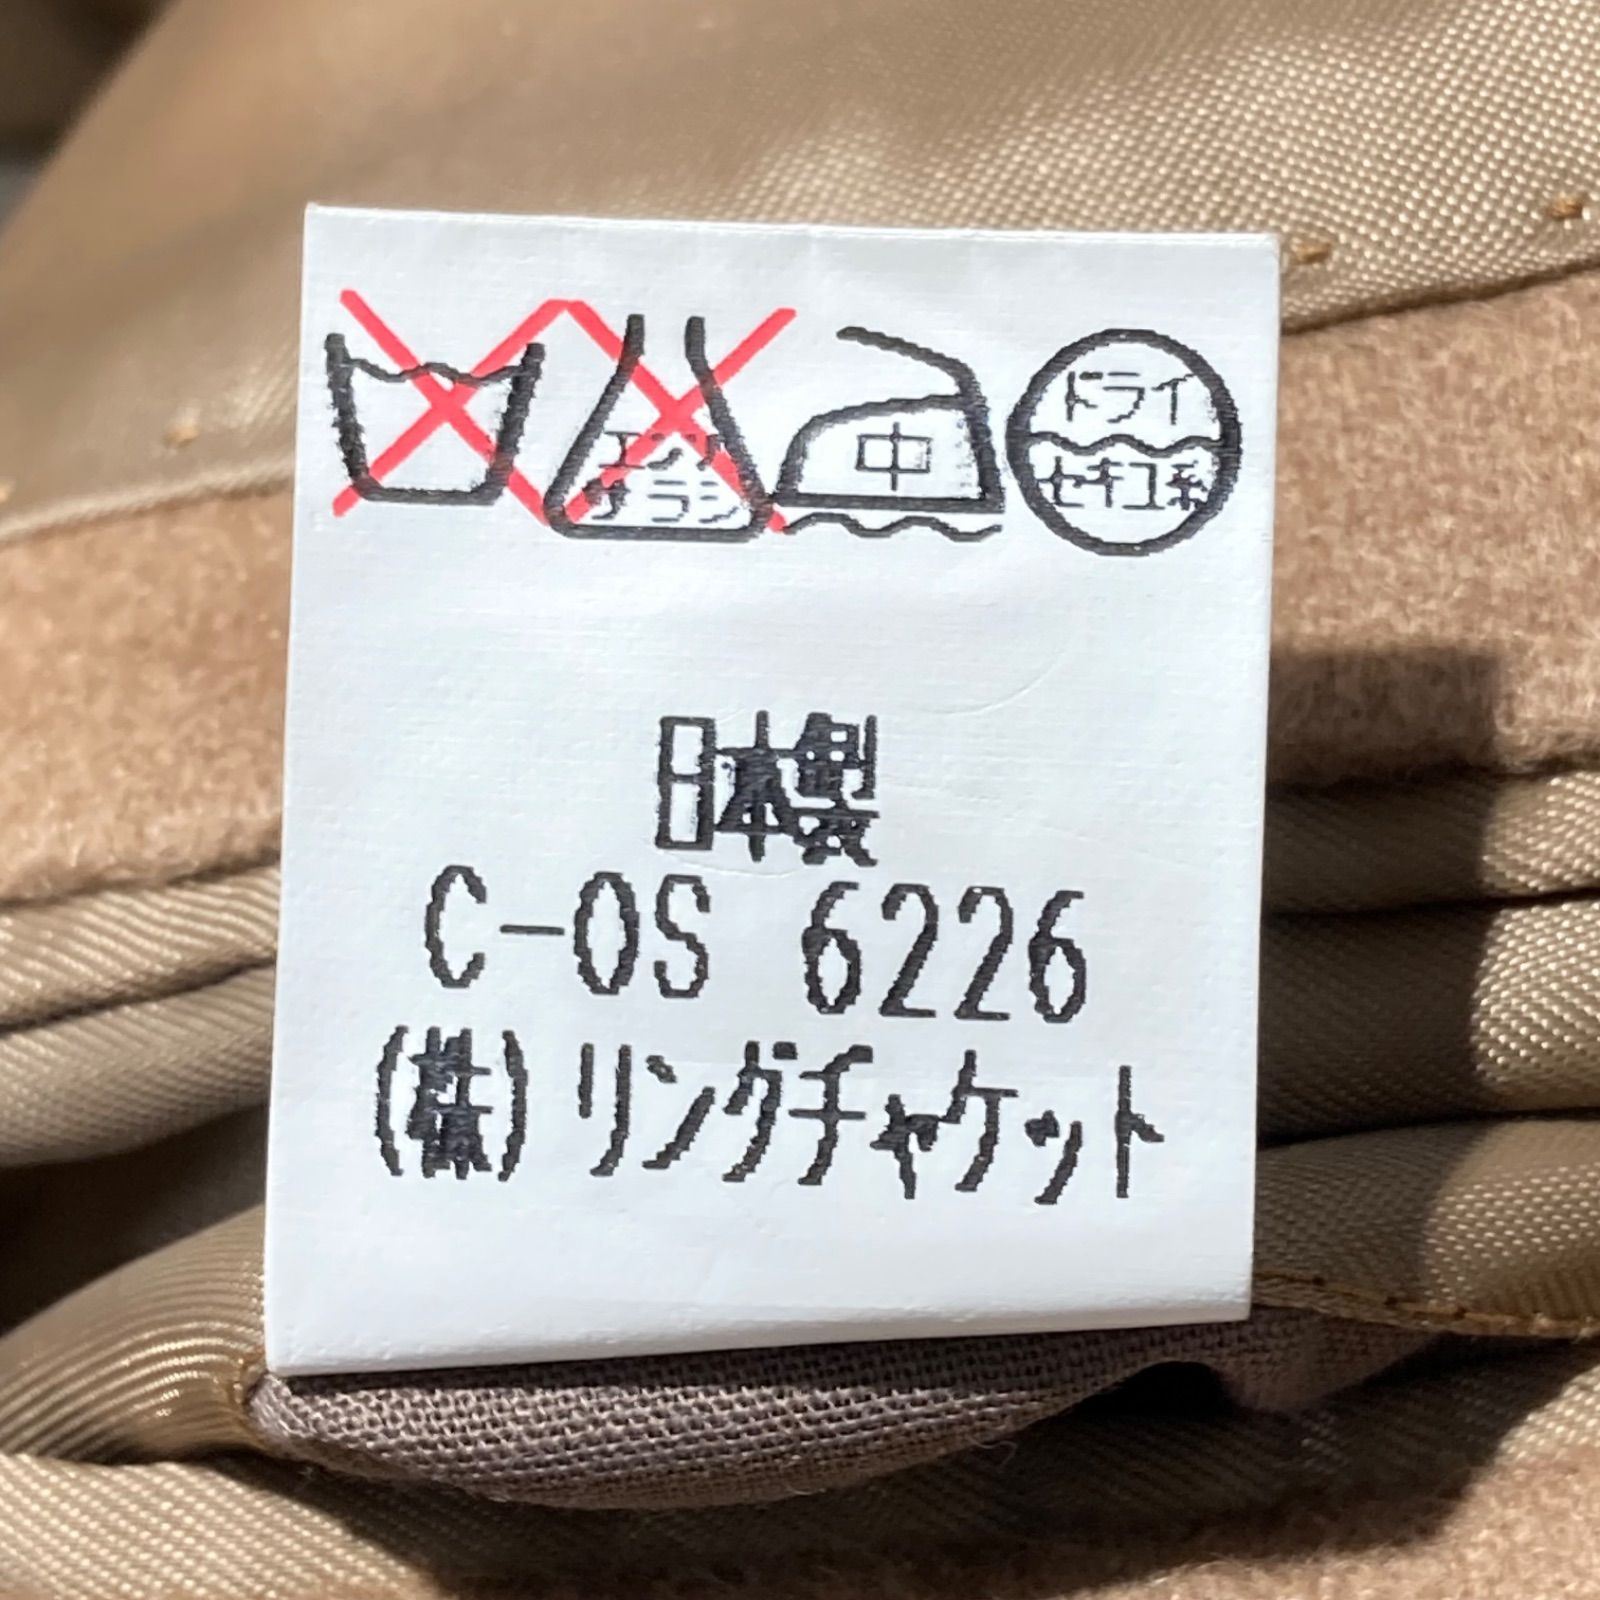 エンソ
サラシ
中
ドライ
セキユ系
日本製
C-OS 6226
(株)リングヂャケット